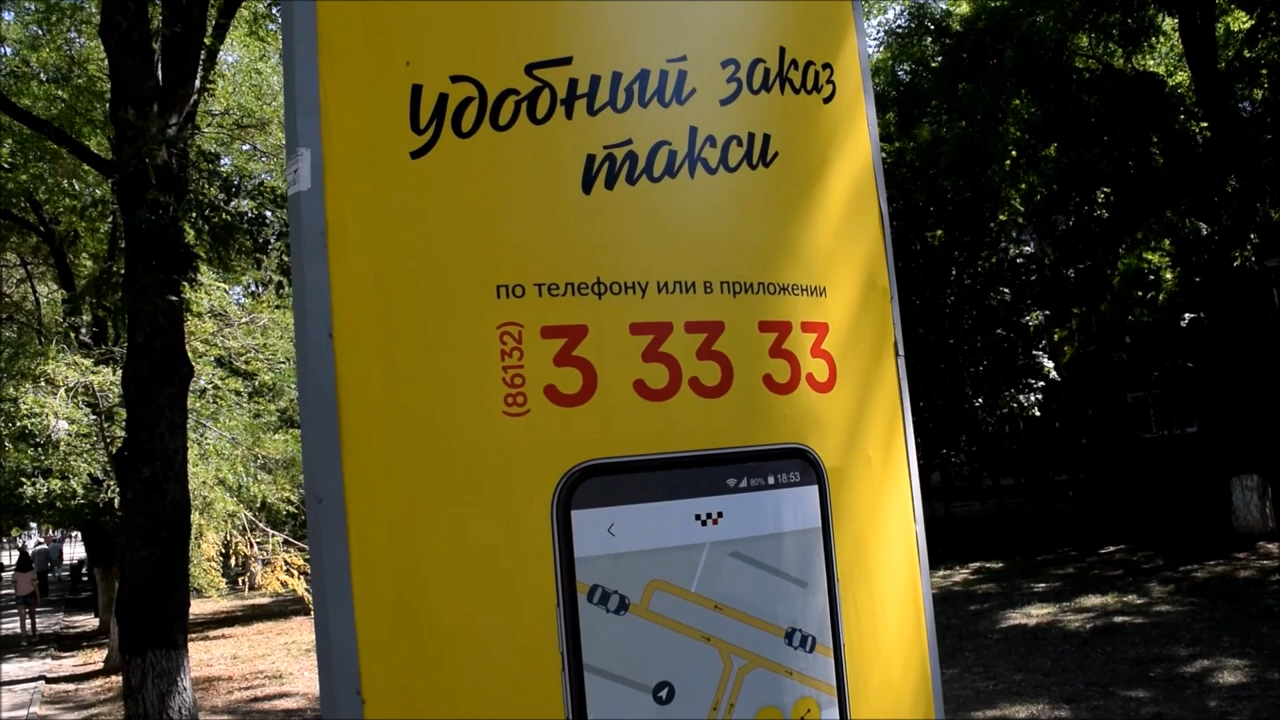 удобный заказ
такси
по телефону или в приложении
(86132) 3 33 33
80% 18:53